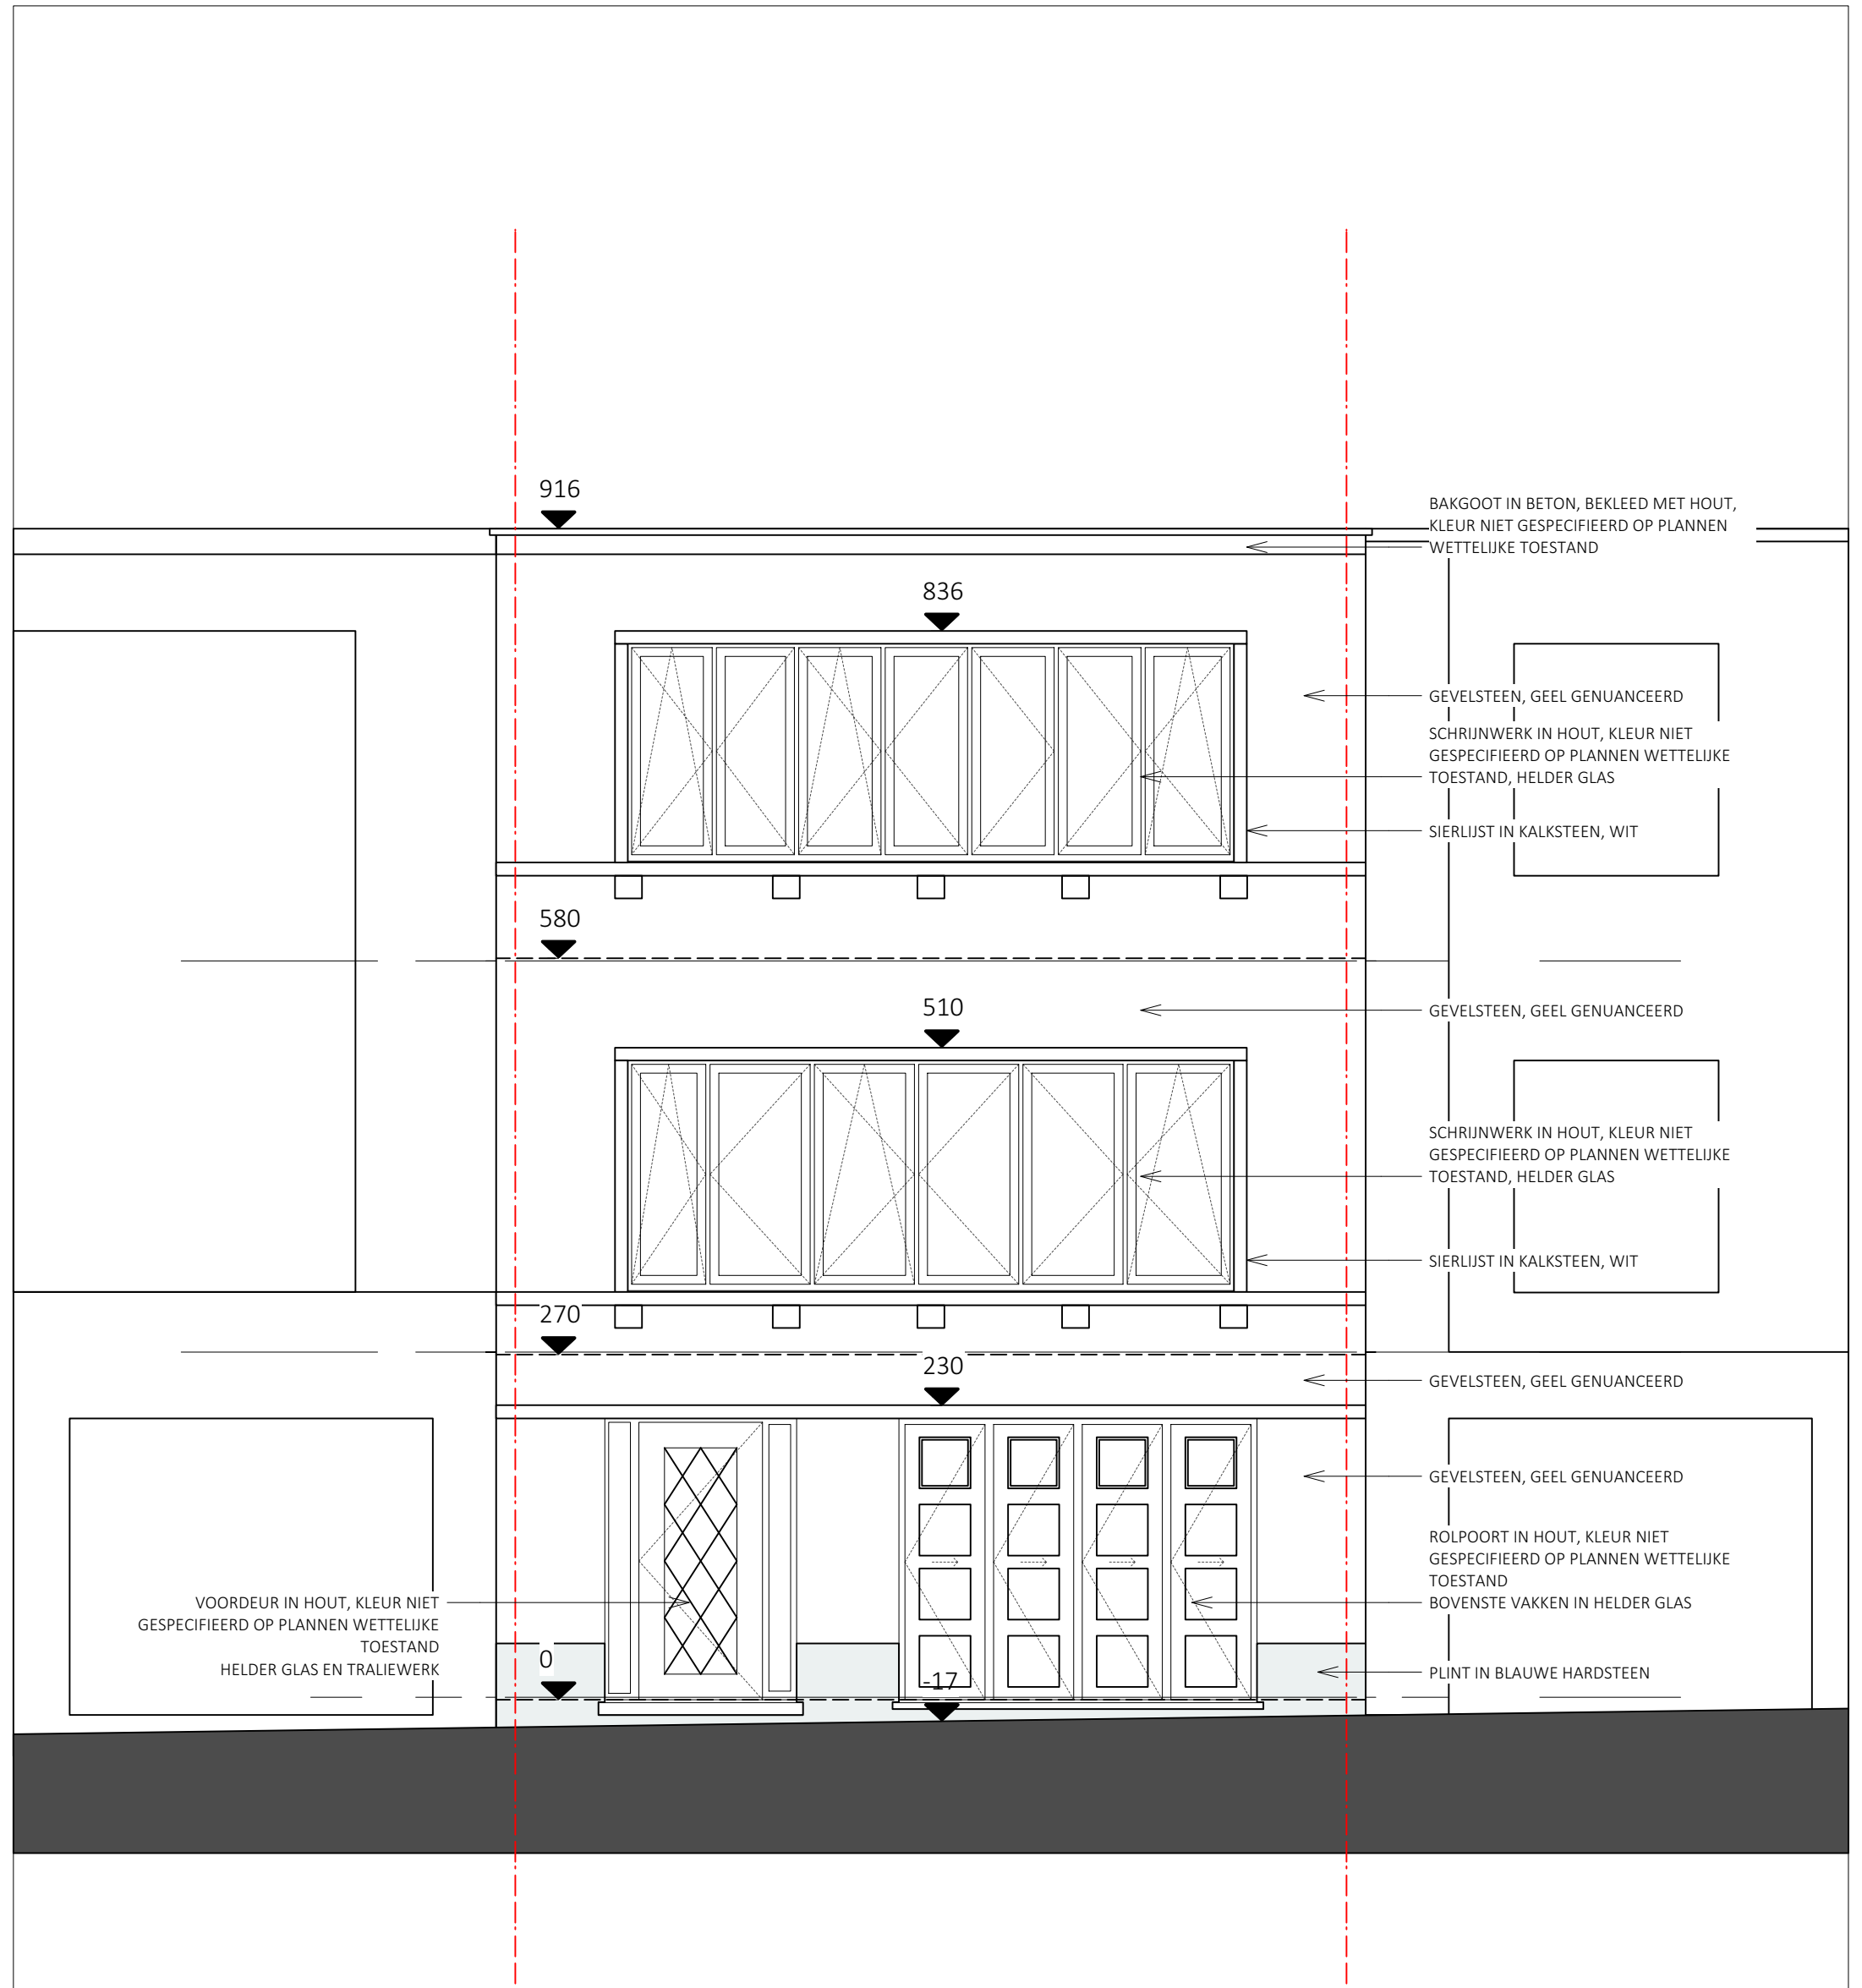 916
BAKGOOT IN BETON, BEKLEED MET HOUT,
KLEUR NIET GESPECIFIEERD OP PLANNEN
WETTELIJKE TOESTAND
836
GEVELSTEEN, GEEL GENUANCEERD
SCHRIJNWERK IN HOUT, KLEUR NIET
GESPECIFIEERD OP PLANNEN WETTELIJKE
TOESTAND, HELDER GLAS
SIERLIJST IN KALKSTEEN, WIT
580
510
GEVELSTEEN, GEEL GENUANCEERD
SCHRIJNWERK IN HOUT, KLEUR NIET
GESPECIFIEERD OP PLANNEN WETTELIJKE
TOESTAND, HELDER GLAS
SIERLIJST IN KALKSTEEN, WIT
270
230
GEVELSTEEN, GEEL GENUANCEERD
GEVELSTEEN, GEEL GENUANCEERD
ROLPOORT IN HOUT, KLEUR NIET
GESPECIFIEERD OP PLANNEN WETTELIJKE
TOESTAND
BOVENSTE VAKKEN IN HELDER GLAS
VOORDEUR IN HOUT, KLEUR NIET
GESPECIFIEERD OP PLANNEN WETTELIJKE
TOESTAND
HELDER GLAS EN TRALIEWERK
0
-17
PLINT IN BLAUWE HARDSTEEN